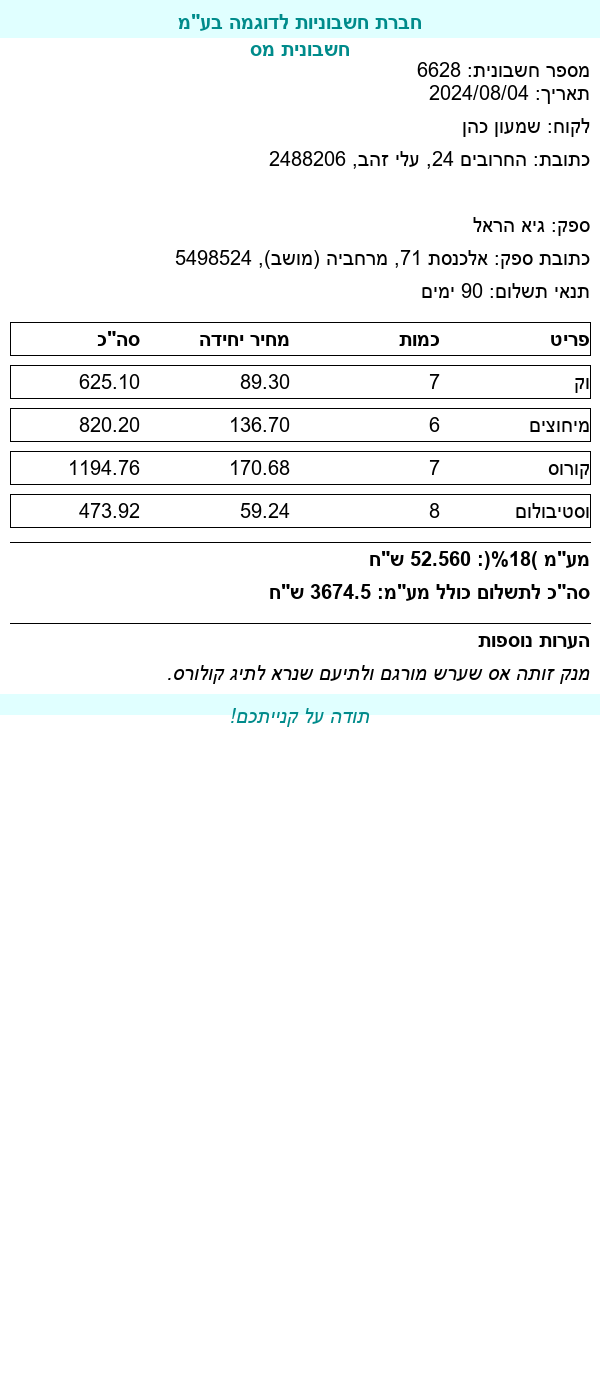 חברת חשבוניות לדוגמה בע"מ
חשבונית מס
מספר חשבונית: 6628
תאריך: 2024/08/04
לקוח: שמעון כהן
כתובת: החרובים 24, עלי זהב, 2488206
ספק: גיא הראל
כתובת ספק: אלכנסת 71, מרחביה (מושב), 5498524
תנאי תשלום: 90 ימים
פריט כמות מחיר יחידה סה"כ
ווק 7 89.30 625.10
מיחוצים 6 136.70 820.20
קורוס 7 170.68 1194.76
וסטיבולום 8 59.24 473.92
מע"מ )18%(: 52.560 ש"ח
סה"כ לתשלום כולל מע"מ: 3674.5 ש"ח
הערות נוספות
מנק זותה אס שערש מורגם ולתיעם שנרא לתיג קולורס.
תודה על קנייתכם!